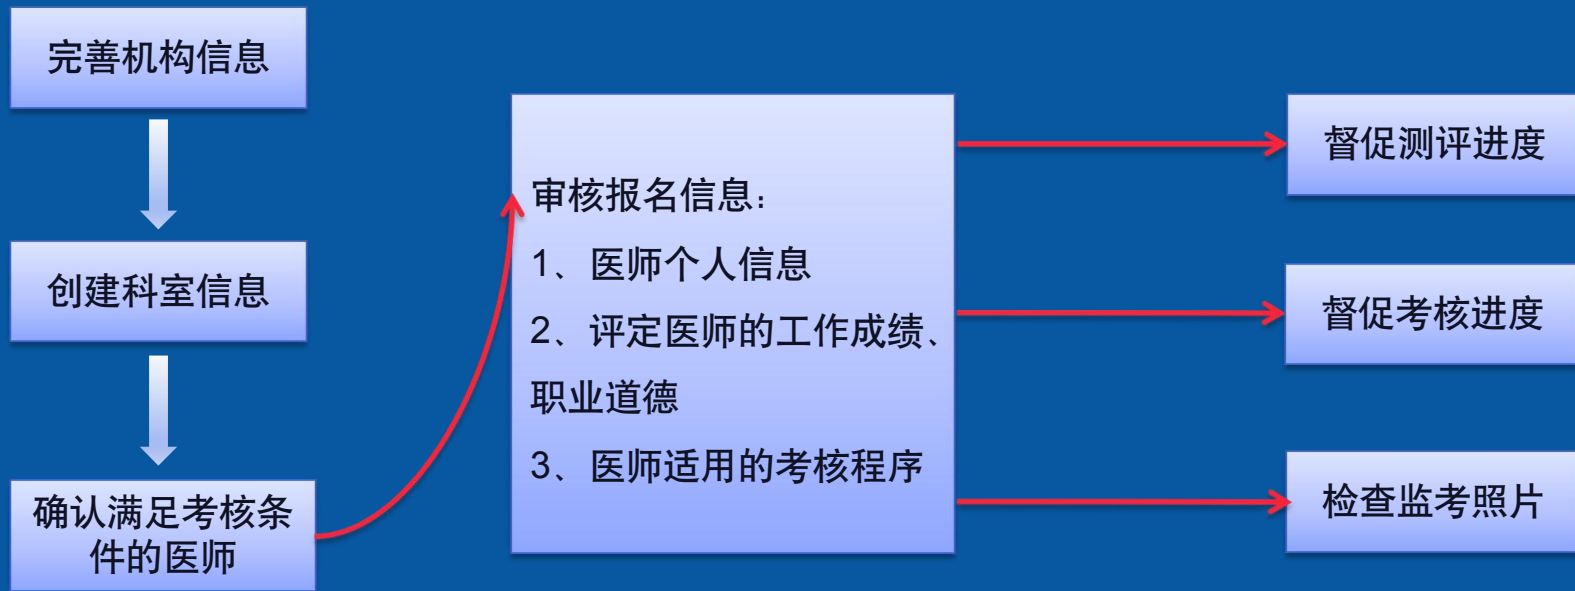 完善机构信息
创建科室信息
确认满足考核条
件的医师
审核报名信息：
1、医师个人信息
2、评定医师的工作成绩、
职业道德
3、医师适用的考核程序
督促测评进度
督促考核进度
检查监考照片